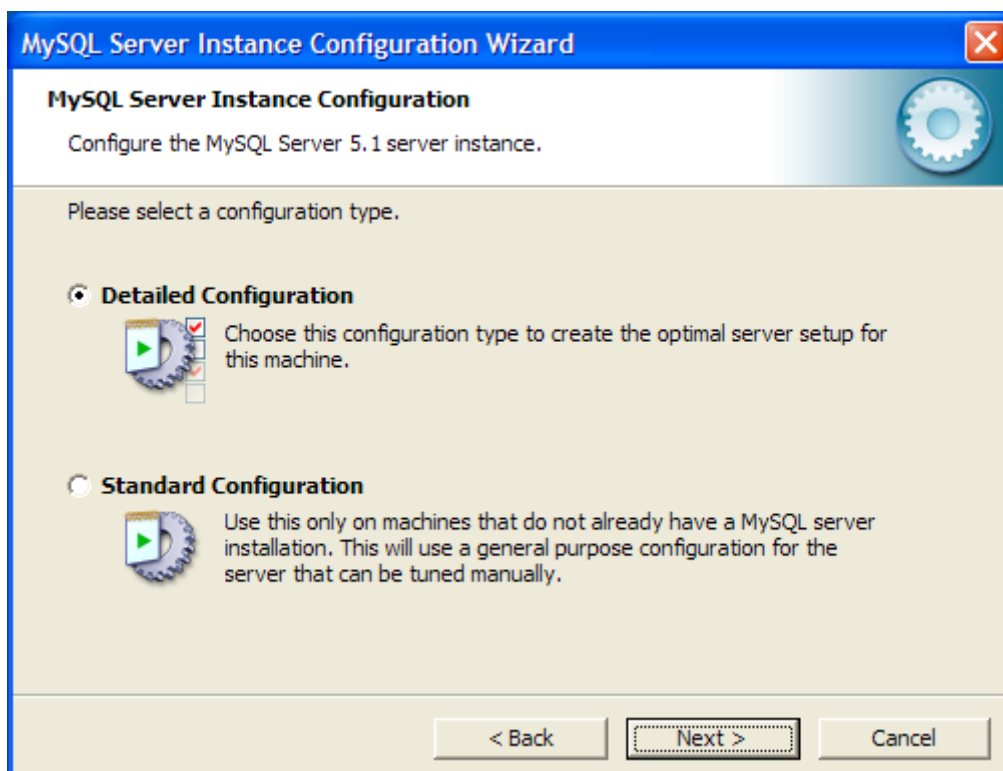 MySQL Server Instance Configuration Wizard
MySQL Server Instance Configuration
Configure the MySQL Server 5.1 server instance.
Please select a configuration type.
Detailed Configuration
Choose this configuration type to create the optimal server setup for
this machine.
Standard Configuration
Use this only on machines that do not already have a MySQL server
installation. This will use a general purpose configuration for the
server that can be tuned manually.
< Back
Next >
Cancel